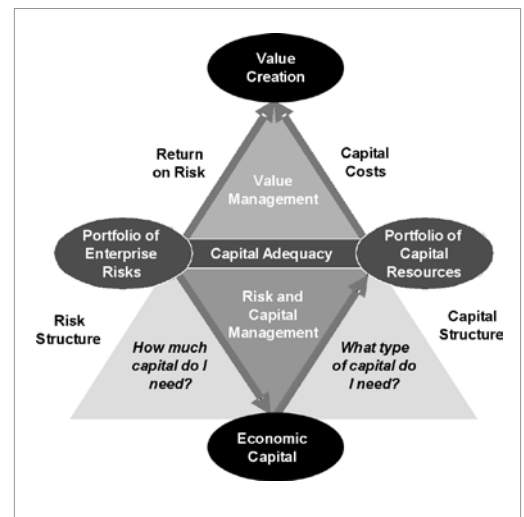 Value
Creation
Return
on Risk
Capital
Costs
Value
Management
Portfolio of
Enterprise
Risks
Capital Adequacy
Portfolio of
Capital
Resources
Risk
Structure
Risk and
Capital
Management
Capital
Structure
How much
capital do I
need?
What type
of capital do
I need?
Economic
Capital